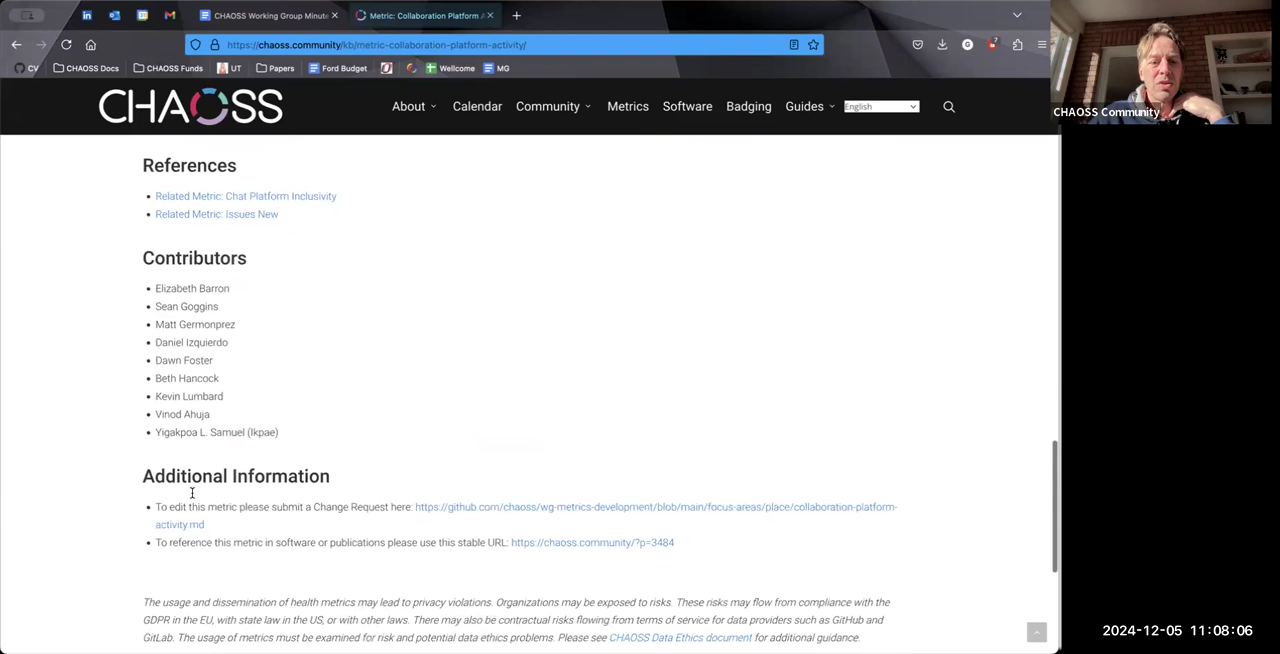 CHAOSS Working Group Minute
Metric: Collaboration Platform A
https://chaoss.community/kb/metric-collaboration-platform-activity/
CV
CHAOSS Docs
CHAOSS Funds
UT
Papers
Ford Budget
Wellcome
MG
CHAOSS
About
Calendar
Community
Metrics
Software
Badging
Guides
English
CHAOSS Community
References
Related Metric: Chat Platform Inclusivity
Related Metric: Issues New
Contributors
Elizabeth Barron
Sean Goggins
Matt Germonprez
Daniel Izquierdo
Dawn Foster
Beth Hancock
Kevin Lumbard
Vinod Ahuja
Yigakpoa L. Samuel (Ikpae)
Additional Information
To edit this metric please submit a Change Request here: https://github.com/chaoss/wg-metrics-development/blob/main/focus-areas/place/collaboration-platform-
activity.md
To reference this metric in software or publications please use this stable URL: https://chaoss.community/?p=3484
The usage and dissemination of health metrics may lead to privacy violations. Organizations may be exposed to risks. These risks may flow from compliance with the
GDPR in the EU, with state law in the US, or with other laws. There may also be contractual risks flowing from terms of service for data providers such as GitHub and
GitLab. The usage of metrics must be examined for risk and potential data ethics problems. Please see CHAOSS Data Ethics document for additional guidance.
2024-12-05 11:08:06